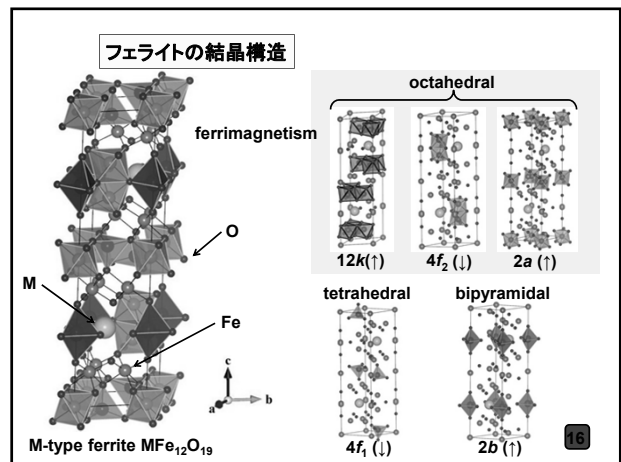 フェライトの結晶構造
octahedral
ferrimagnetism
12k(↑)
4f₂ (↓)
2a (↑)
O
M
Fe
tetrahedral
bipyramidal
c
a
b
4f₁ (↓)
2b (↑)
M-type ferrite MFe₁₂O₁₉
16